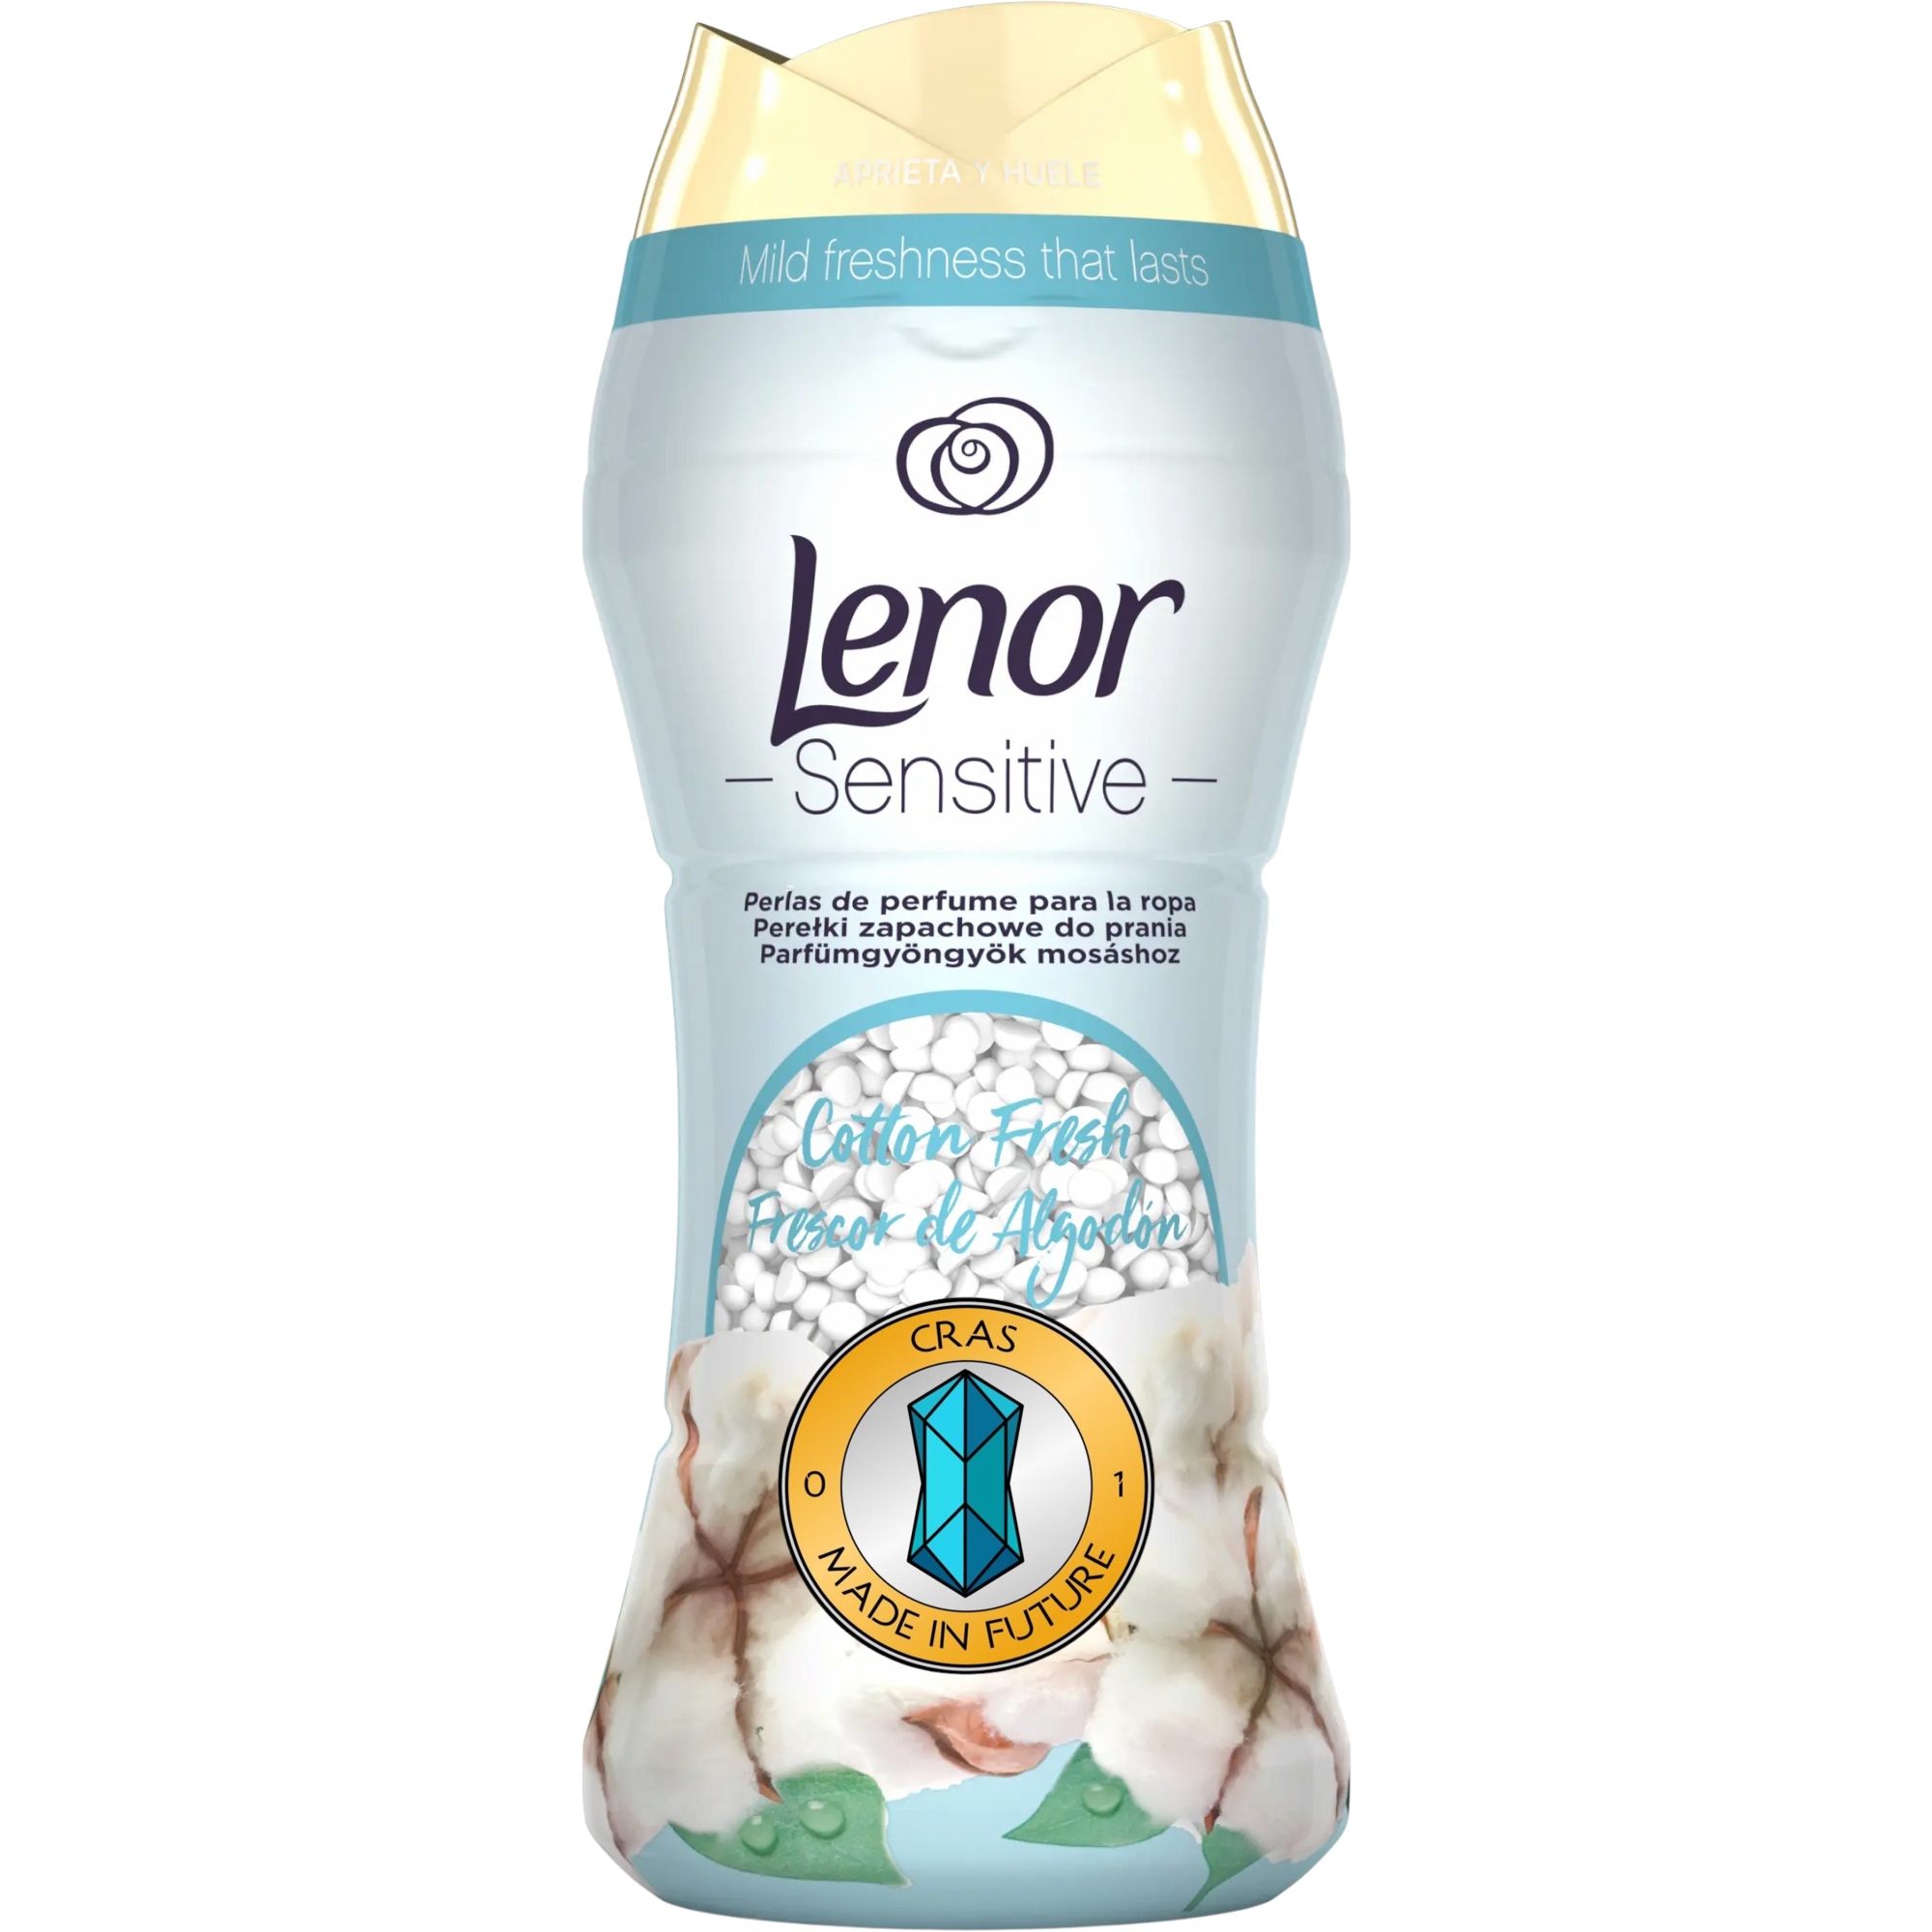 APRIETA Y HUELE
Mild freshness that lasts
Lenor
Sensitive
Perlas de perfume para la ropa
Perełki zapachowe do prania
Parfümgyöngyök mosáshoz
Cotton Fresh
Frescor de Algodón
CRAS
0 1
MADE IN FUTURE